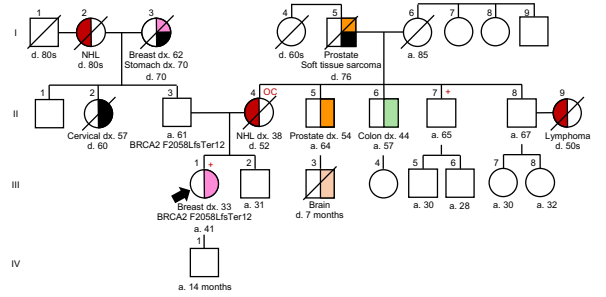 I
1
2
3
4
5
6
7
8
9
d. 80s
NHL
d. 80s
Breast dx. 62
Stomach dx. 70
d. 70
d. 60s
Prostate
Soft tissue sarcoma
d. 76
a. 85
II
1
2
3
4
OC
5
6
7
+
8
9
Cervical dx. 57
d. 60
a. 61
BRCA2 F2058LfsTer12
NHL dx. 38
d. 52
Prostate dx. 54
a. 64
Colon dx. 44
a. 57
a. 65
a. 67
Lymphoma
d. 50s
III
1
+
2
3
4
5
6
7
8
Breast dx. 33
BRCA2 F2058LfsTer12
a. 41
a. 31
Brain
d. 7 months
a. 30
a. 28
a. 30
a. 32
IV
1
a. 14 months